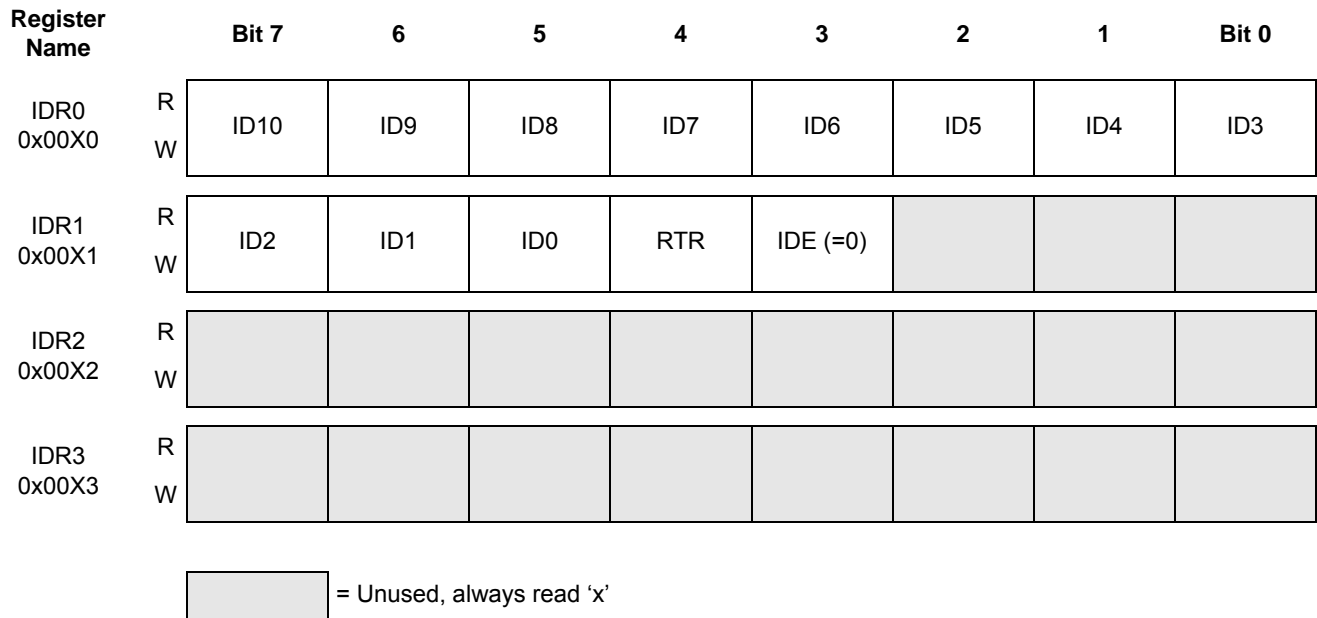 Register Name Bit 7 6 5 4 3 2 1 Bit 0
IDR0 R ID10 ID9 ID8 ID7 ID6 ID5 ID4 ID3
0x00X0 W
IDR1 R ID2 ID1 ID0 RTR IDE (=0)
0x00X1 W
IDR2 R
0x00X2 W
IDR3 R
0x00X3 W
= Unused, always read ‘x’